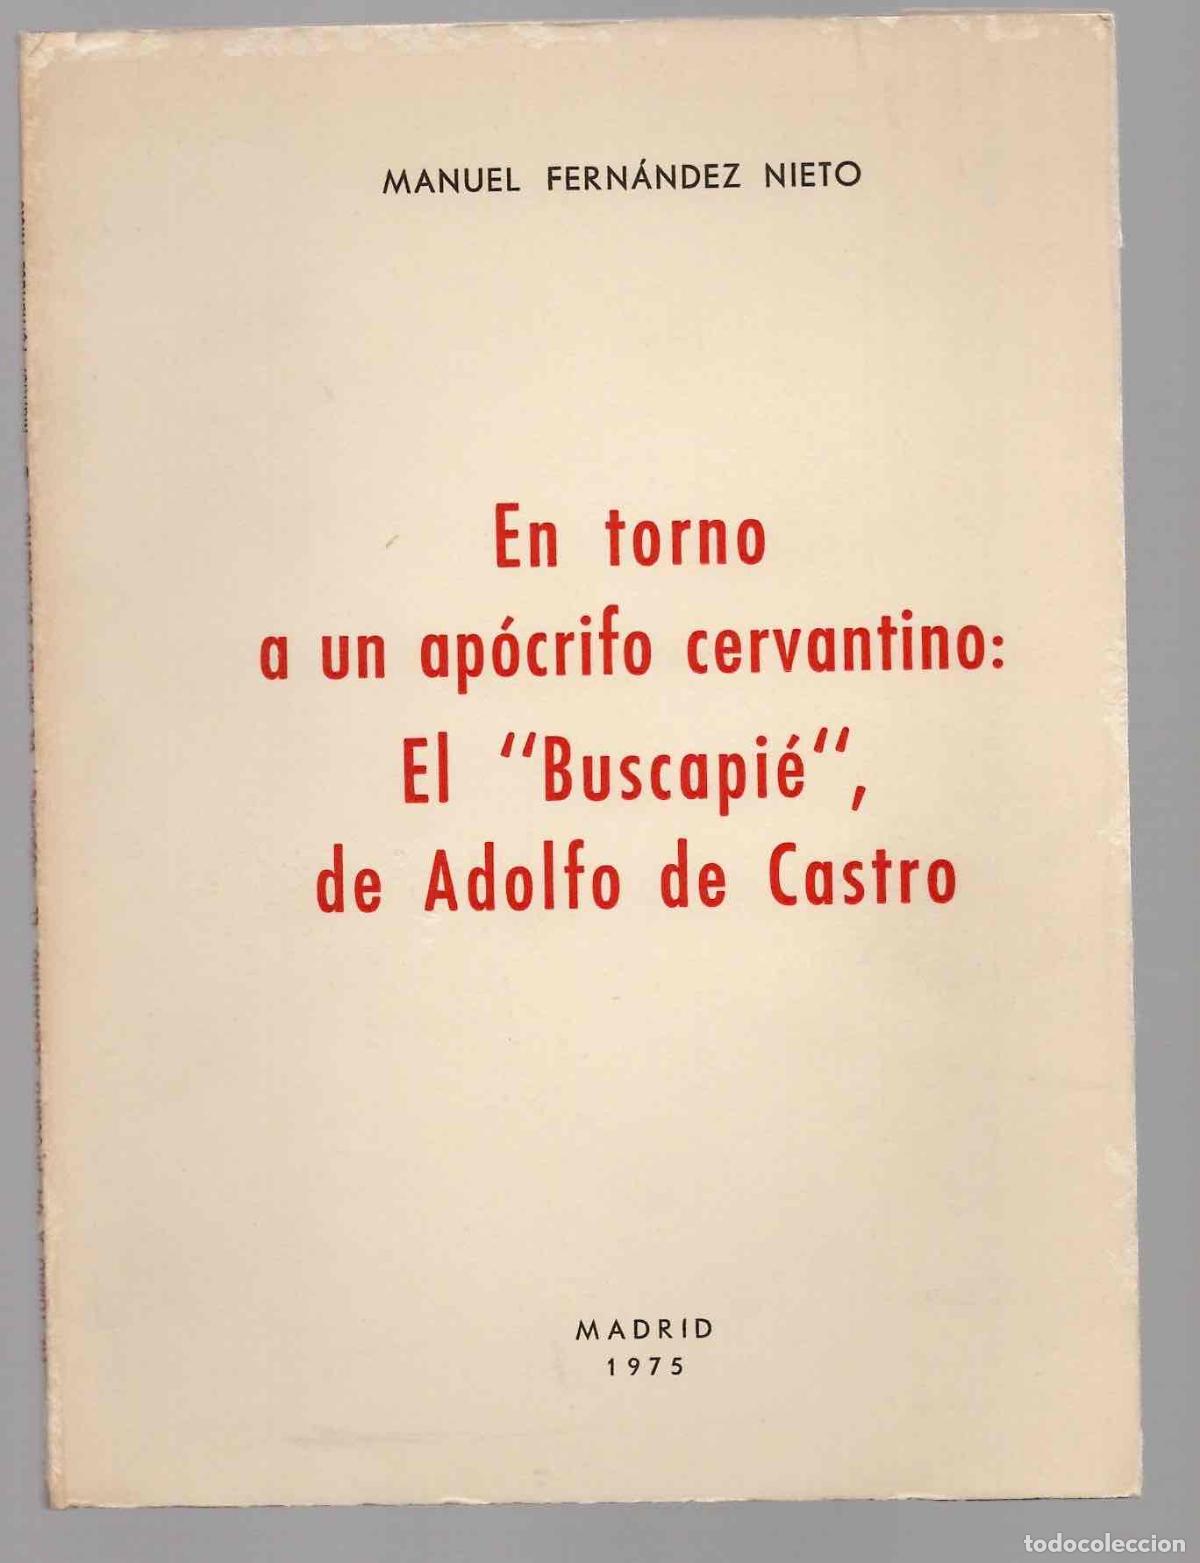 MANUEL FERNÁNDEZ NIETO
En torno
a un apócrifo cervantino:
El "Buscapié",
de Adolfo de Castro
MADRID
1975
todocoleccion